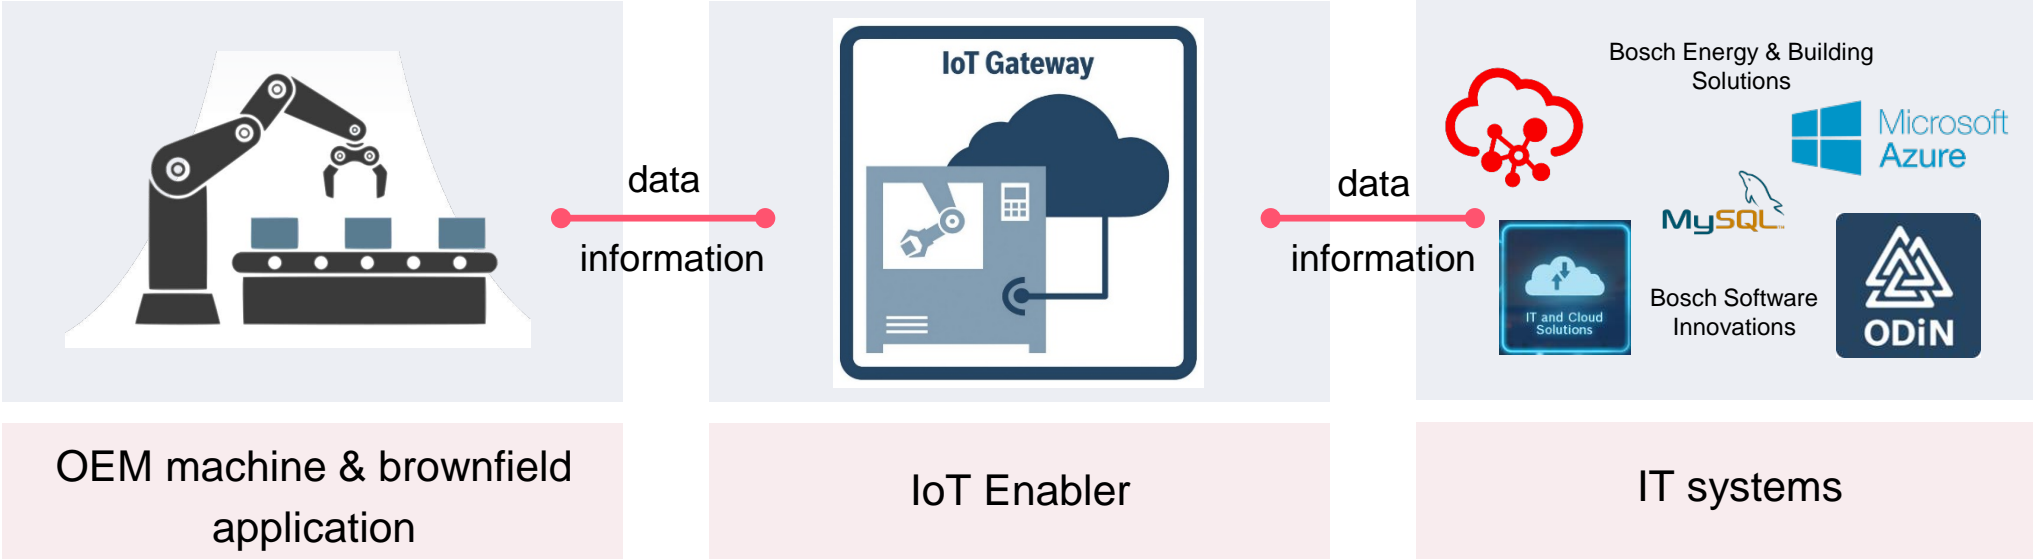 IoT Gateway
Bosch Energy & Building
Solutions
Microsoft
Azure
data
data
MySQL
information
information
IT and Cloud
Solutions
Bosch Software
Innovations
ODiN
OEM machine & brownfield
application
IoT Enabler
IT systems